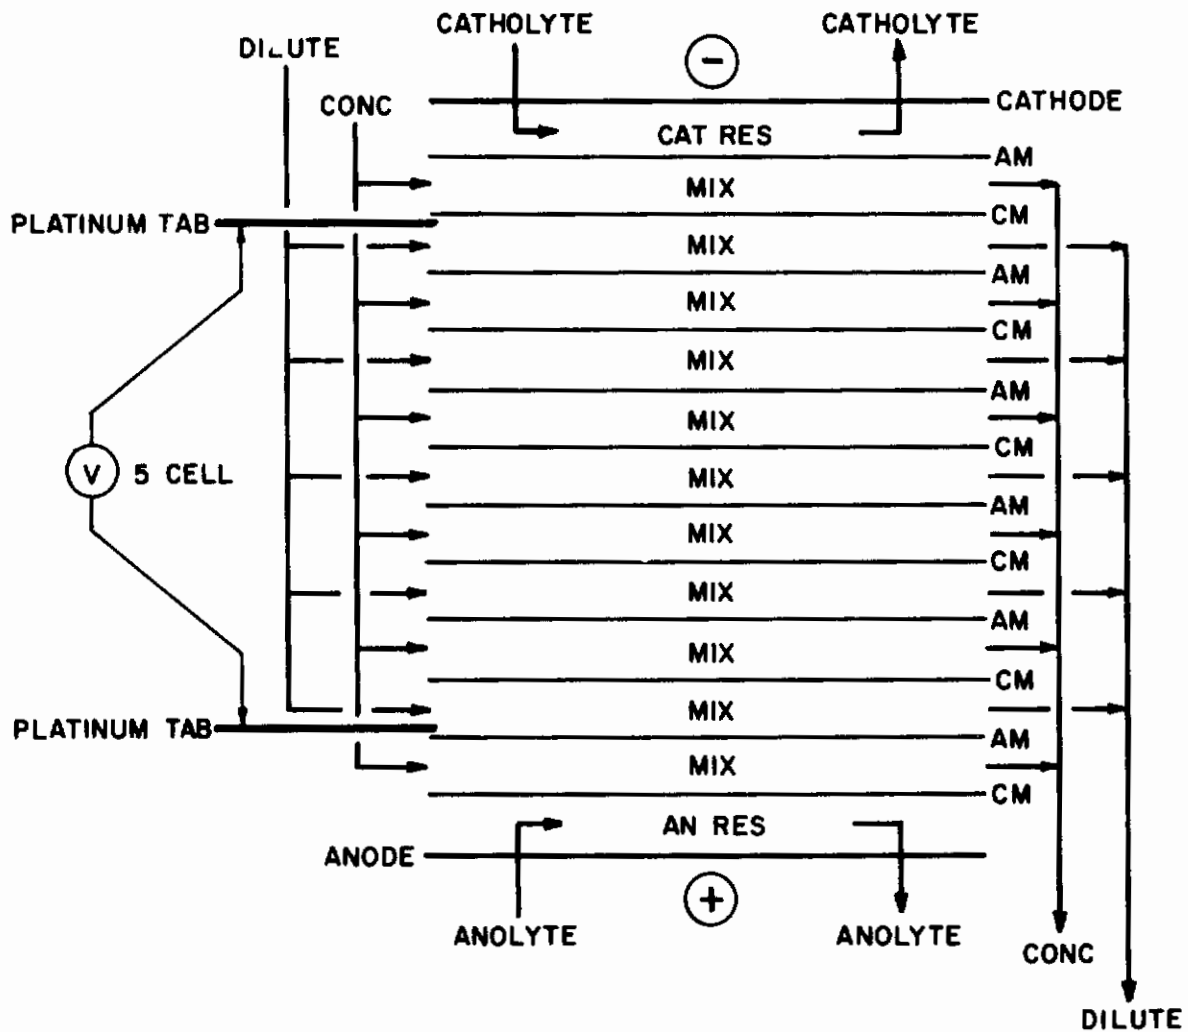 CATHOLYTE CATHOLYTE
DILUTE
−
CONC
CATHODE
CAT RES
AM
MIX
CM
PLATINUM TAB
MIX
AM
MIX
CM
MIX
AM
MIX
CM
V 5 CELL
MIX
AM
MIX
CM
MIX
AM
MIX
CM
MIX
PLATINUM TAB
AM
MIX
CM
AN RES
ANODE
+
ANOLYTE ANOLYTE
CONC
DILUTE